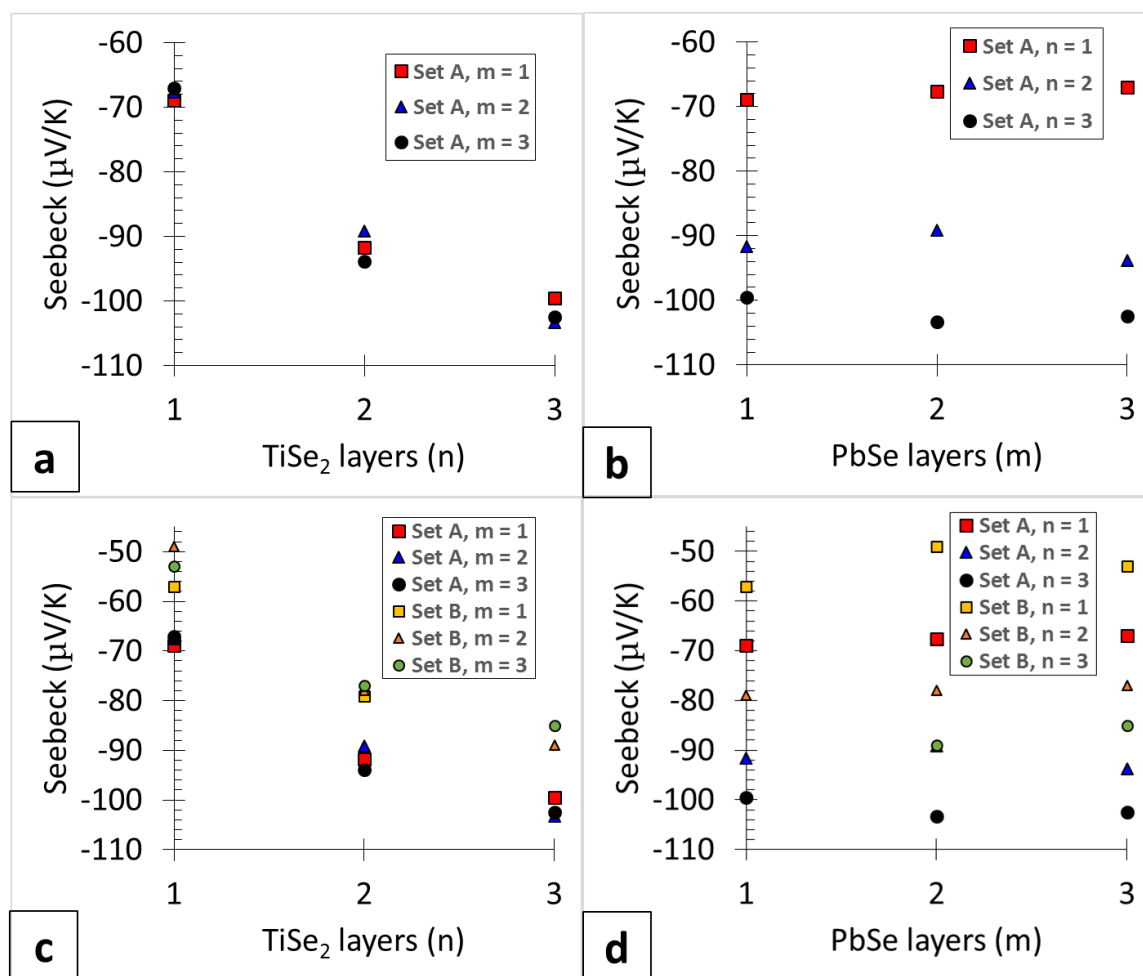 -60
-70
-80
-90
-100
-110
Seebeck (µV/K)
Set A, m = 1
Set A, m = 2
Set A, m = 3
1 2 3
TiSe₂ layers (n)
a
-60
-70
-80
-90
-100
-110
Seebeck (µV/K)
Set A, n = 1
Set A, n = 2
Set A, n = 3
1 2 3
PbSe layers (m)
b
-50
-60
-70
-80
-90
-100
-110
Seebeck (µV/K)
Set A, m = 1
Set A, m = 2
Set A, m = 3
Set B, m = 1
Set B, m = 2
Set B, m = 3
1 2 3
TiSe₂ layers (n)
c
-50
-60
-70
-80
-90
-100
-110
Seebeck (µV/K)
Set A, n = 1
Set A, n = 2
Set A, n = 3
Set B, n = 1
Set B, n = 2
Set B, n = 3
1 2 3
PbSe layers (m)
d